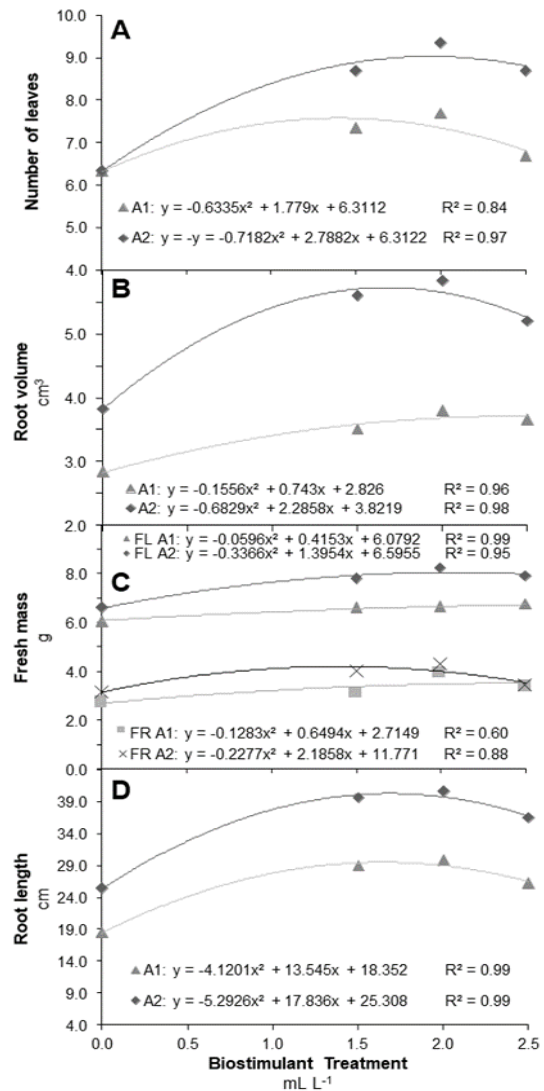 A
10.0
9.0
8.0
7.0
6.0
5.0
4.0
Number of leaves
A1: y = -0.6335x² + 1.779x + 6.3112 R² = 0.84
A2: y = -y = -0.7182x² + 2.7882x + 6.3122 R² = 0.97
B
5.0
4.0
3.0
2.0
Root volume
cm³
A1: y = -0.1556x² + 0.743x + 2.826 R² = 0.96
A2: y = -0.6829x² + 2.2858x + 3.8219 R² = 0.98
FL A1: y = -0.0596x² + 0.4153x + 6.0792 R² = 0.99
FL A2: y = -0.3366x² + 1.3954x + 6.5955 R² = 0.95
C
8.0
6.0
4.0
2.0
0.0
Fresh mass
g
FR A1: y = -0.1283x² + 0.6494x + 2.7149 R² = 0.60
FR A2: y = -0.2277x² + 2.1858x + 11.771 R² = 0.88
D
39.0
34.0
29.0
24.0
19.0
14.0
9.0
4.0
Root length
cm
A1: y = -4.1201x² + 13.545x + 18.352 R² = 0.99
A2: y = -5.2926x² + 17.836x + 25.308 R² = 0.99
0.0 0.5 1.0 1.5 2.0 2.5
Biostimulant Treatment
mL L⁻¹